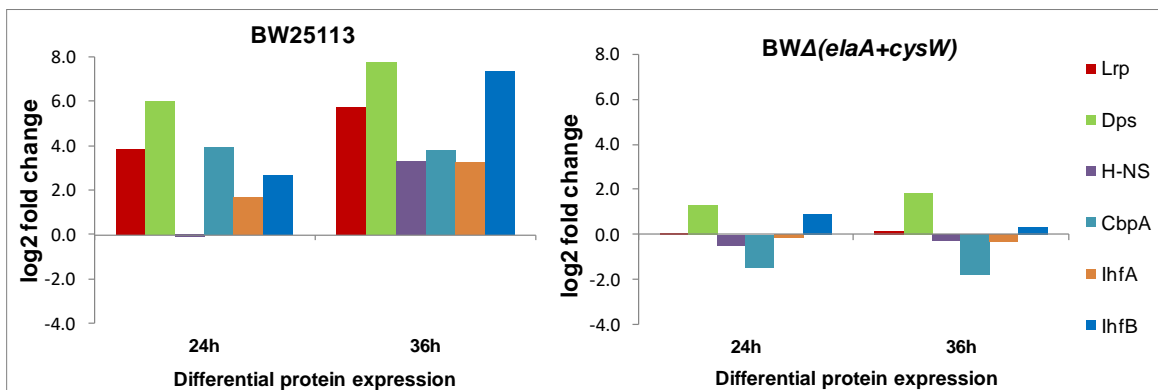 BW25113
log2 fold change
8.0
6.0
4.0
2.0
0.0
-2.0
-4.0
24h
36h
Differential protein expression
BWΔ(elaA+cysW)
log2 fold change
8.0
6.0
4.0
2.0
0.0
-2.0
-4.0
24h
36h
Differential protein expression
Lrp
Dps
H-NS
CbpA
IhfA
IhfB